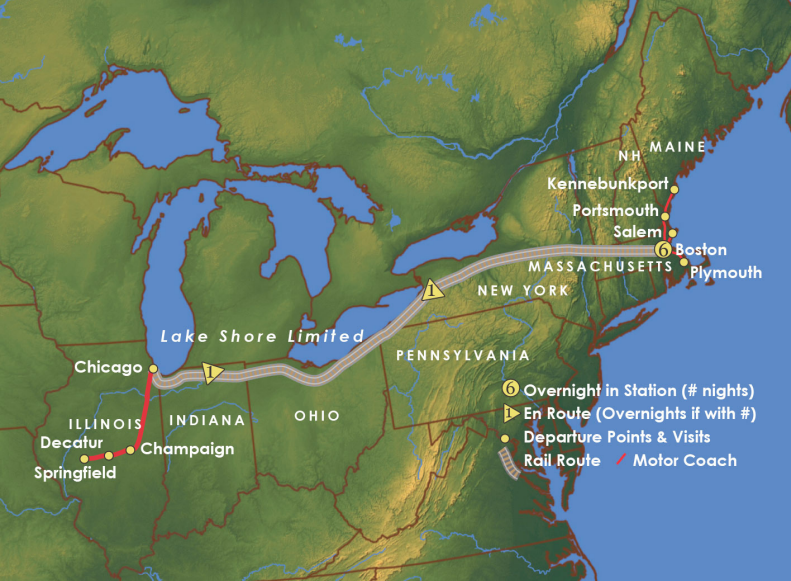 MAINE
NH
Kennebunkport
Portsmouth
Salem
6
Boston
MASSACHUSETTS
Plymouth
1
NEW YORK
Lake Shore Limited
PENNSYLVANIA
Chicago
1
ILLINOIS
INDIANA
OHIO
Decatur
Champaign
Springfield
6 Overnight in Station (# nights)
1 En Route (Overnights if with #)
Departure Points & Visits
Rail Route
Motor Coach